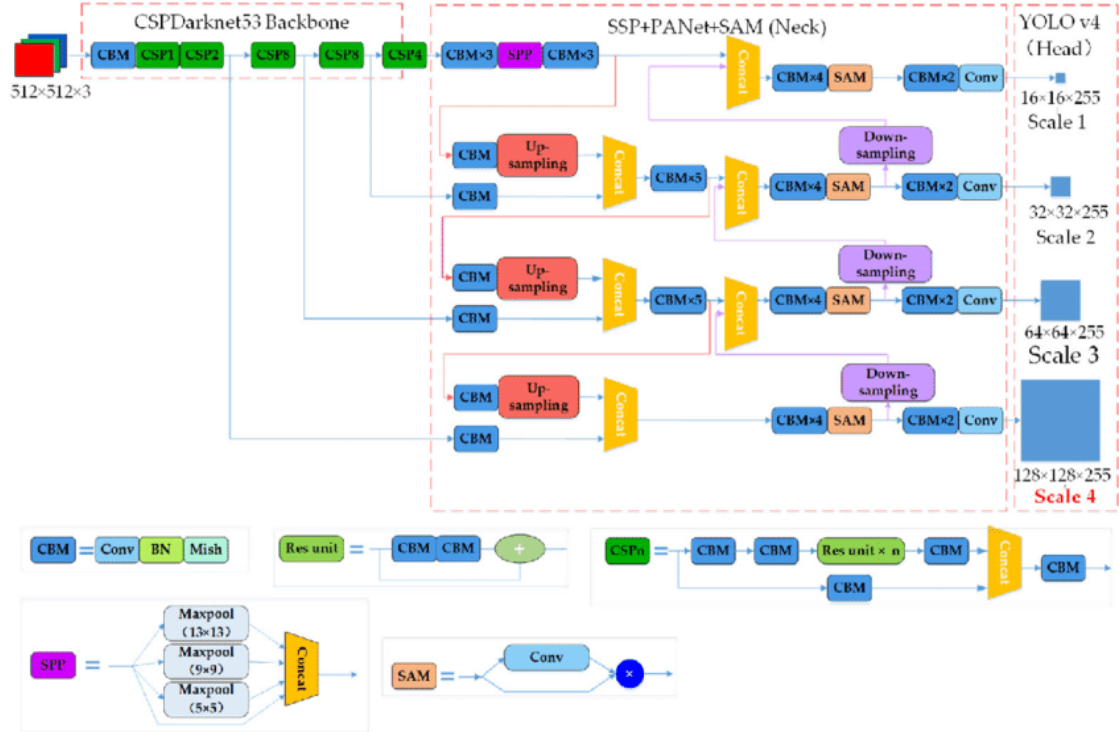 CSPDarknet53 Backbone
SSP+PANet+SAM (Neck)
YOLO v4
(Head)
512×512×3
CBM CSP1 CSP2 CSP8 CSP8 CSP4 CBM×3 SPP CBM×3
Concat
CBM×4 SAM CBM×2 Conv
16×16×255
Scale 1
CBM
Up-
sampling
CBM
Concat
CBM×5
Concat
Down-
sampling
CBM×4 SAM CBM×2 Conv
32×32×255
Scale 2
CBM
Up-
sampling
CBM
Concat
CBM×5
Concat
Down-
sampling
CBM×4 SAM CBM×2 Conv
64×64×255
Scale 3
CBM
Up-
sampling
CBM
Concat
Down-
sampling
CBM×4 SAM CBM×2 Conv
128×128×255
Scale 4
CBM = Conv BN Mish
Res unit = CBM CBM +
CSPn = CBM CBM Res unit × n CBM
CBM
Concat
CBM
SPP =
Maxpool
(13×13)
Maxpool
(9×9)
Maxpool
(5×5)
Concat
SAM = Conv ×